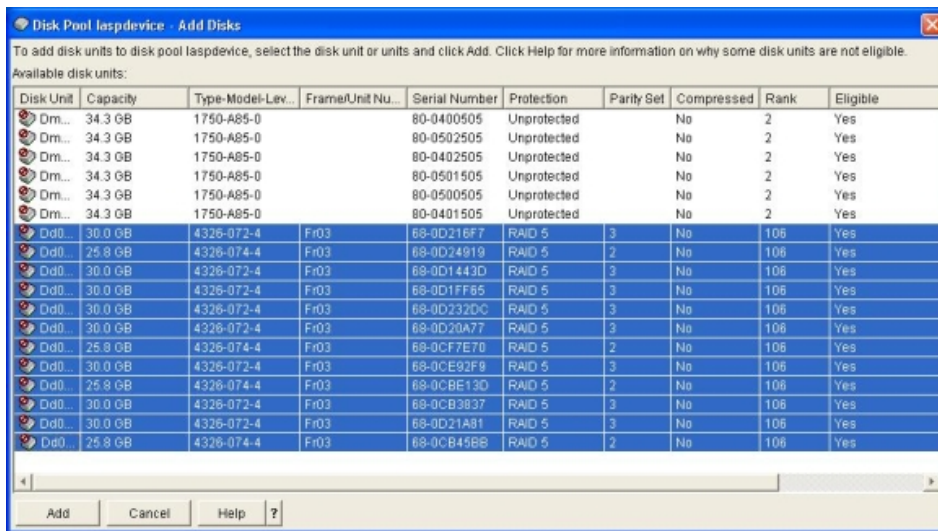 Disk Pool Iaspdevice - Add Disks
To add disk units to disk pool Iaspdevice, select the disk unit or units and click Add. Click Help for more information on why some disk units are not eligible.
Available disk units:
Disk Unit Capacity Type-Model-Lev... Frame/Unit Nu... Serial Number Protection Parity Set Compressed Rank Eligible
Dm... 34.3 GB 1750-A85-0 80-0400505 Unprotected No 2 Yes
Dm... 34.3 GB 1750-A85-0 80-0502505 Unprotected No 2 Yes
Dm... 34.3 GB 1750-A85-0 80-0402505 Unprotected No 2 Yes
Dm... 34.3 GB 1750-A85-0 80-0501505 Unprotected No 2 Yes
Dm... 34.3 GB 1750-A85-0 80-0500505 Unprotected No 2 Yes
Dm... 34.3 GB 1750-A85-0 80-0401505 Unprotected No 2 Yes
Dd0... 30.0 GB 4326-072-4 Fr03 68-0D216F7 RAID 5 3 No 106 Yes
Dd0... 25.8 GB 4326-074-4 Fr03 68-0D24919 RAID 5 2 No 106 Yes
Dd0... 30.0 GB 4326-072-4 Fr03 68-0D1443D RAID 5 3 No 106 Yes
Dd0... 30.0 GB 4326-072-4 Fr03 68-0D1FF65 RAID 5 3 No 106 Yes
Dd0... 30.0 GB 4326-072-4 Fr03 68-0D232DC RAID 5 3 No 106 Yes
Dd0... 30.0 GB 4326-072-4 Fr03 68-0D20A77 RAID 5 3 No 106 Yes
Dd0... 25.8 GB 4326-074-4 Fr03 68-0CF7E70 RAID 5 2 No 106 Yes
Dd0... 30.0 GB 4326-072-4 Fr03 68-0CE92F9 RAID 5 3 No 106 Yes
Dd0... 25.8 GB 4326-074-4 Fr03 68-0CBE13D RAID 5 2 No 106 Yes
Dd0... 30.0 GB 4326-072-4 Fr03 68-0CB3837 RAID 5 3 No 106 Yes
Dd0... 30.0 GB 4326-072-4 Fr03 68-0D21A81 RAID 5 3 No 106 Yes
Dd0... 25.8 GB 4326-074-4 Fr03 68-0CB45BB RAID 5 2 No 106 Yes
Add Cancel Help ?